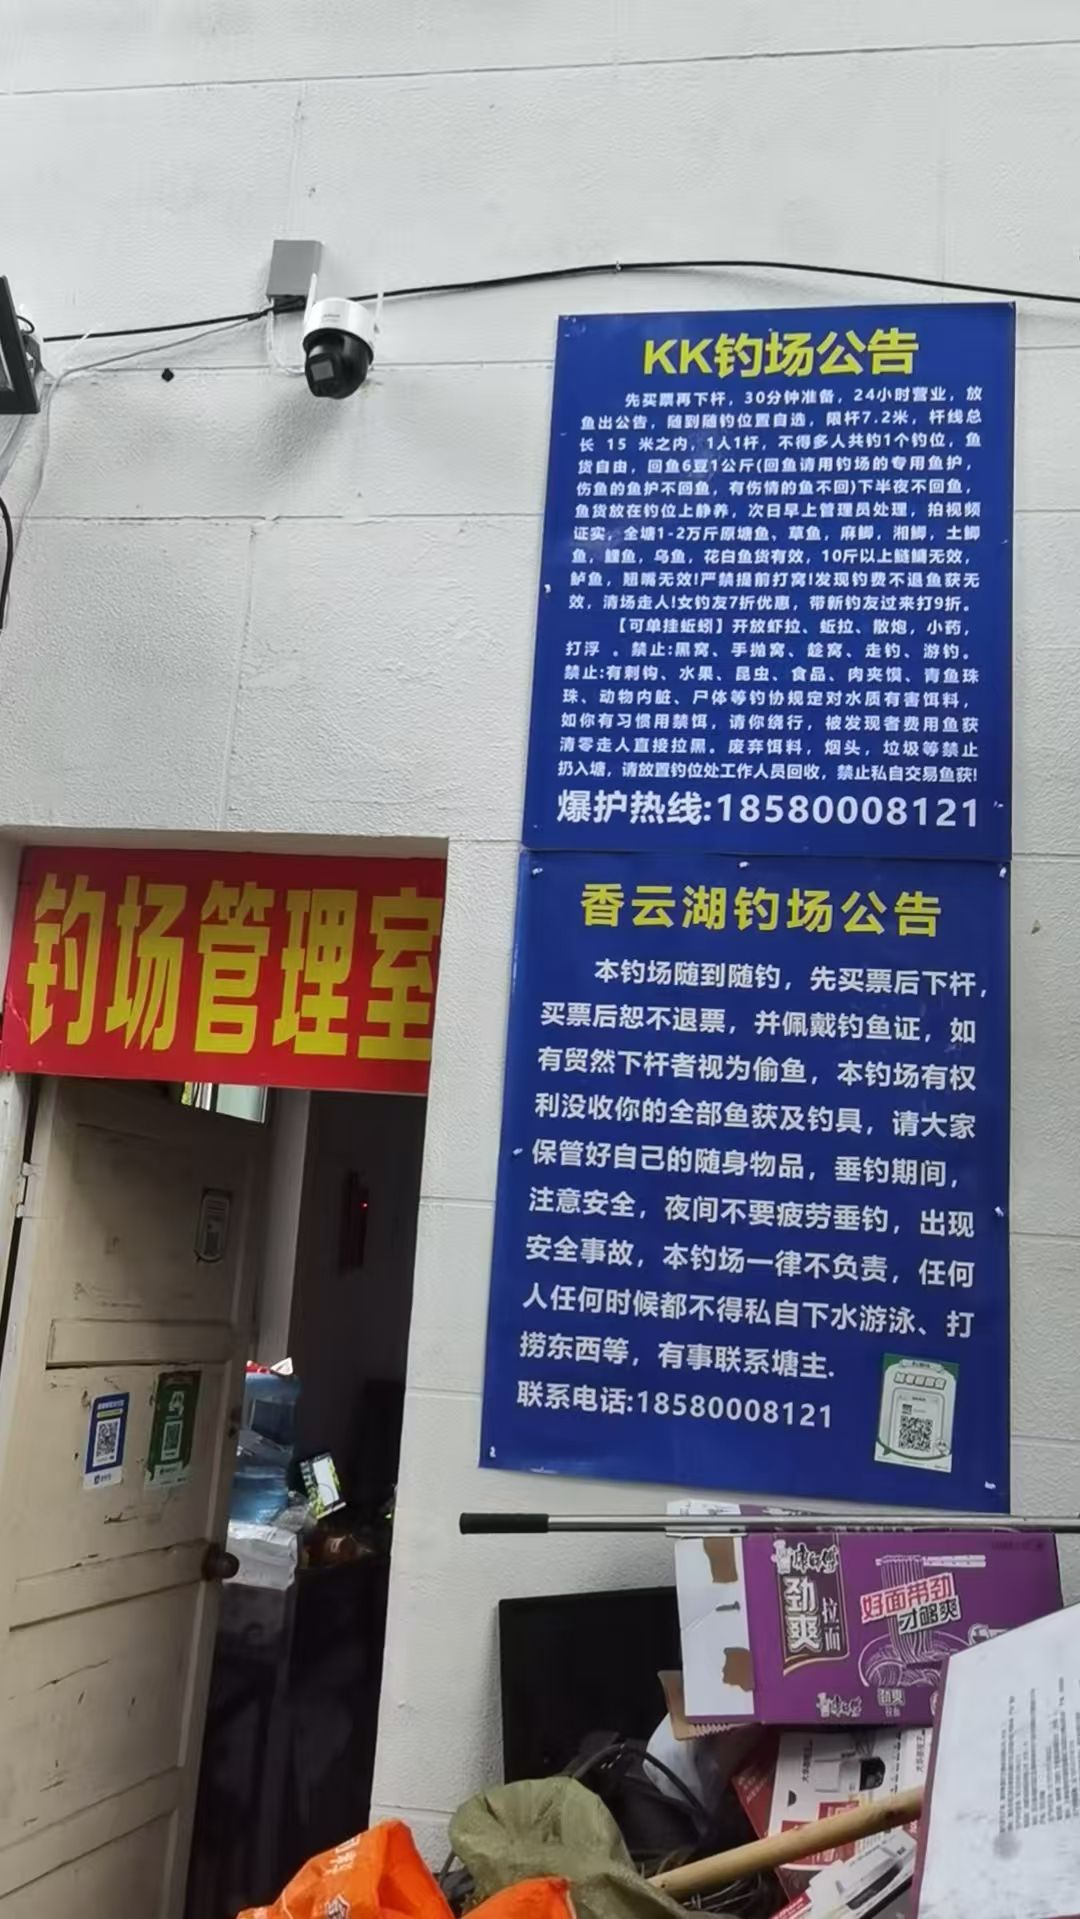 KK钓场公告
先买票再下杆，30分钟准备，24小时营业，放
鱼出公告，随到随钓位置自选，限杆7.2米，杆线总
长 15 米之内，1人1杆，不得多人共钓1个钓位，鱼
货自由，回鱼6豆1公斤(回鱼请用钓场的专用鱼护，
伤鱼的鱼护不回鱼，有伤情的鱼不回)下半夜不回鱼，
鱼货放在钓位上静养，次日早上管理员处理，拍视频
证实，全塘1-2万斤原塘鱼、草鱼，麻鲫，湘鲫，土鲫
鱼，鲤鱼，乌鱼，花白鱼货有效，10斤以上鲢鳙无效，
鲈鱼，翘嘴无效!严禁提前打窝!发现钓费不退鱼获无
效，清场走人!女钓友7折优惠，带新钓友过来打9折。
【可单挂蚯蚓】开放虾拉、蚯拉、散炮，小药，
打浮 。禁止:黑窝、手抛窝、趁窝、走钓、游钓。
禁止:有刺钩、水果、昆虫、食品、肉夹馍、青鱼珠
珠、动物内脏、尸体等钓协规定对水质有害饵料，
如你有习惯用禁饵，请你绕行，被发现者费用鱼获
清零走人直接拉黑。废弃饵料，烟头，垃圾等禁止
扔入塘，请放置钓位处工作人员回收，禁止私自交易鱼获!
爆护热线:18580008121
钓场管理室
香云湖钓场公告
本钓场随到随钓，先买票后下杆，
买票后恕不退票，并佩戴钓鱼证，如
有贸然下杆者视为偷鱼，本钓场有权
利没收你的全部鱼获及钓具，请大家
保管好自己的随身物品，垂钓期间，
注意安全，夜间不要疲劳垂钓，出现
安全事故，本钓场一律不负责，任何
人任何时候都不得私自下水游泳、打
捞东西等，有事联系塘主.
联系电话:18580008121
康师傅
劲爽
拉面
好面带劲
才够爽